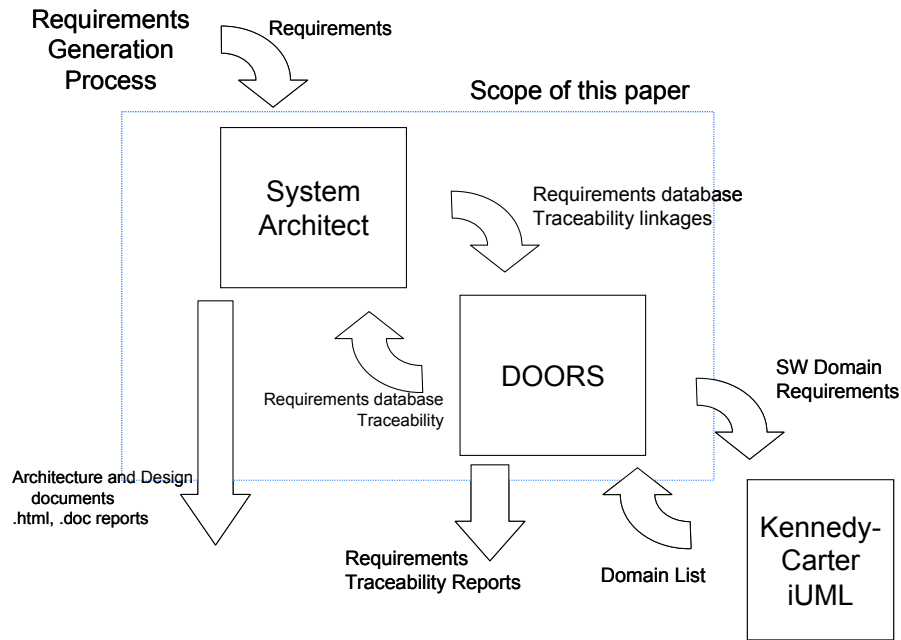 Requirements
Generation
Process
Requirements
Scope of this paper
System
Architect
Requirements database
Traceability linkages
DOORS
SW Domain
Requirements
Requirements database
Traceability
Architecture and Design
documents
.html, .doc reports
Requirements
Traceability Reports
Domain List
Kennedy-
Carter
iUML